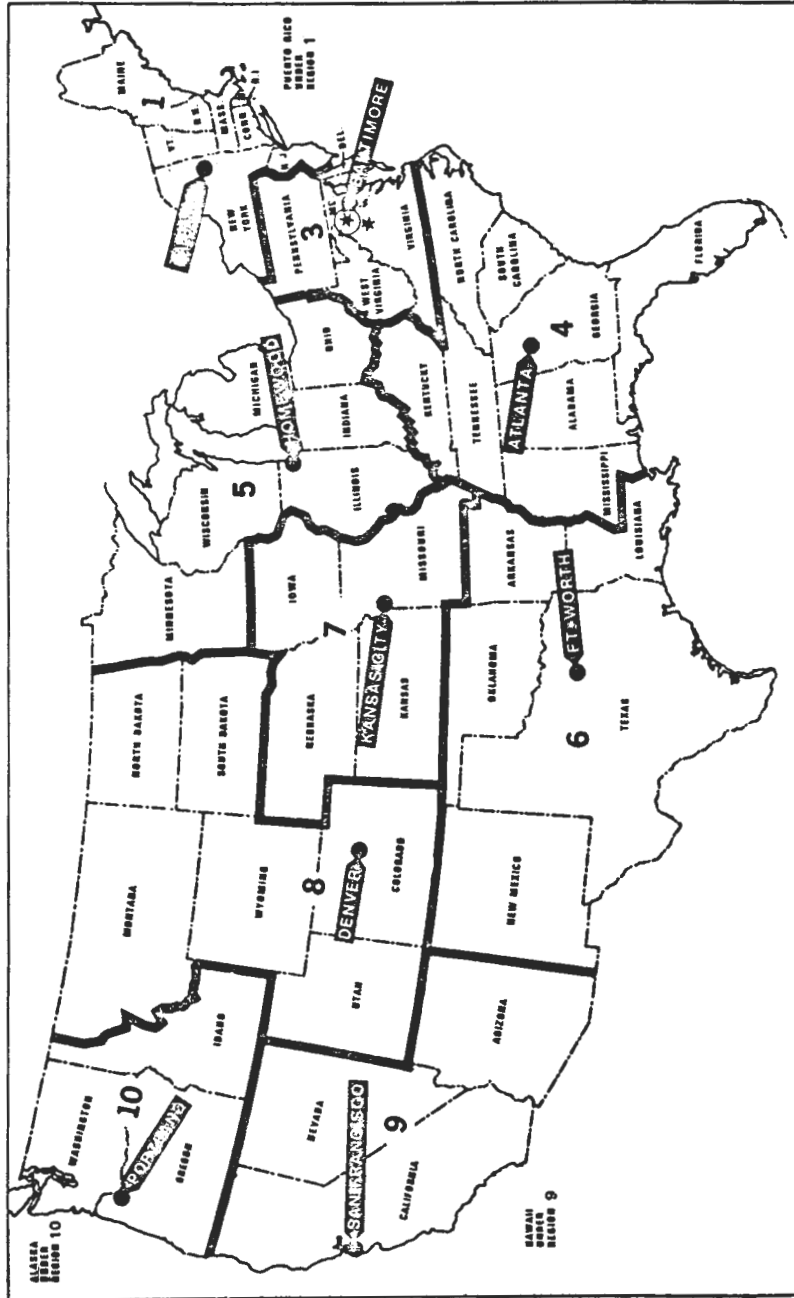 ALASKA
UNDER
REGION 10
WASHINGTON
10
OREGON
IDAHO
MONTANA
NORTH DAKOTA
SOUTH DAKOTA
WYOMING
8
DENVER
COLORADO
UTAH
NEVADA
SAN FRANCISCO
9
CALIFORNIA
ARIZONA
NEW MEXICO
HAWAII
UNDER
REGION 9
MINNESOTA
WISCONSIN
5
MICHIGAN
HOMEWOOD
IOWA
ILLINOIS
INDIANA
OHIO
NEBRASKA
7
KANSAS CITY
KANSAS
MISSOURI
OKLAHOMA
ARKANSAS
FT. WORTH
6
TEXAS
LOUISIANA
MISSISSIPPI
KENTUCKY
TENNESSEE
ATLANTA
ALABAMA
4
GEORGIA
FLORIDA
SOUTH
CAROLINA
NORTH CAROLINA
VIRGINIA
WEST
VIRGINIA
3
PENNSYLVANIA
DEL.
BALTIMORE
NEW
YORK
N.J.
VT.
N.H.
MASS.
CONN
R.I.
MAINE
1
PUERTO RICO
UNDER
REGION 1